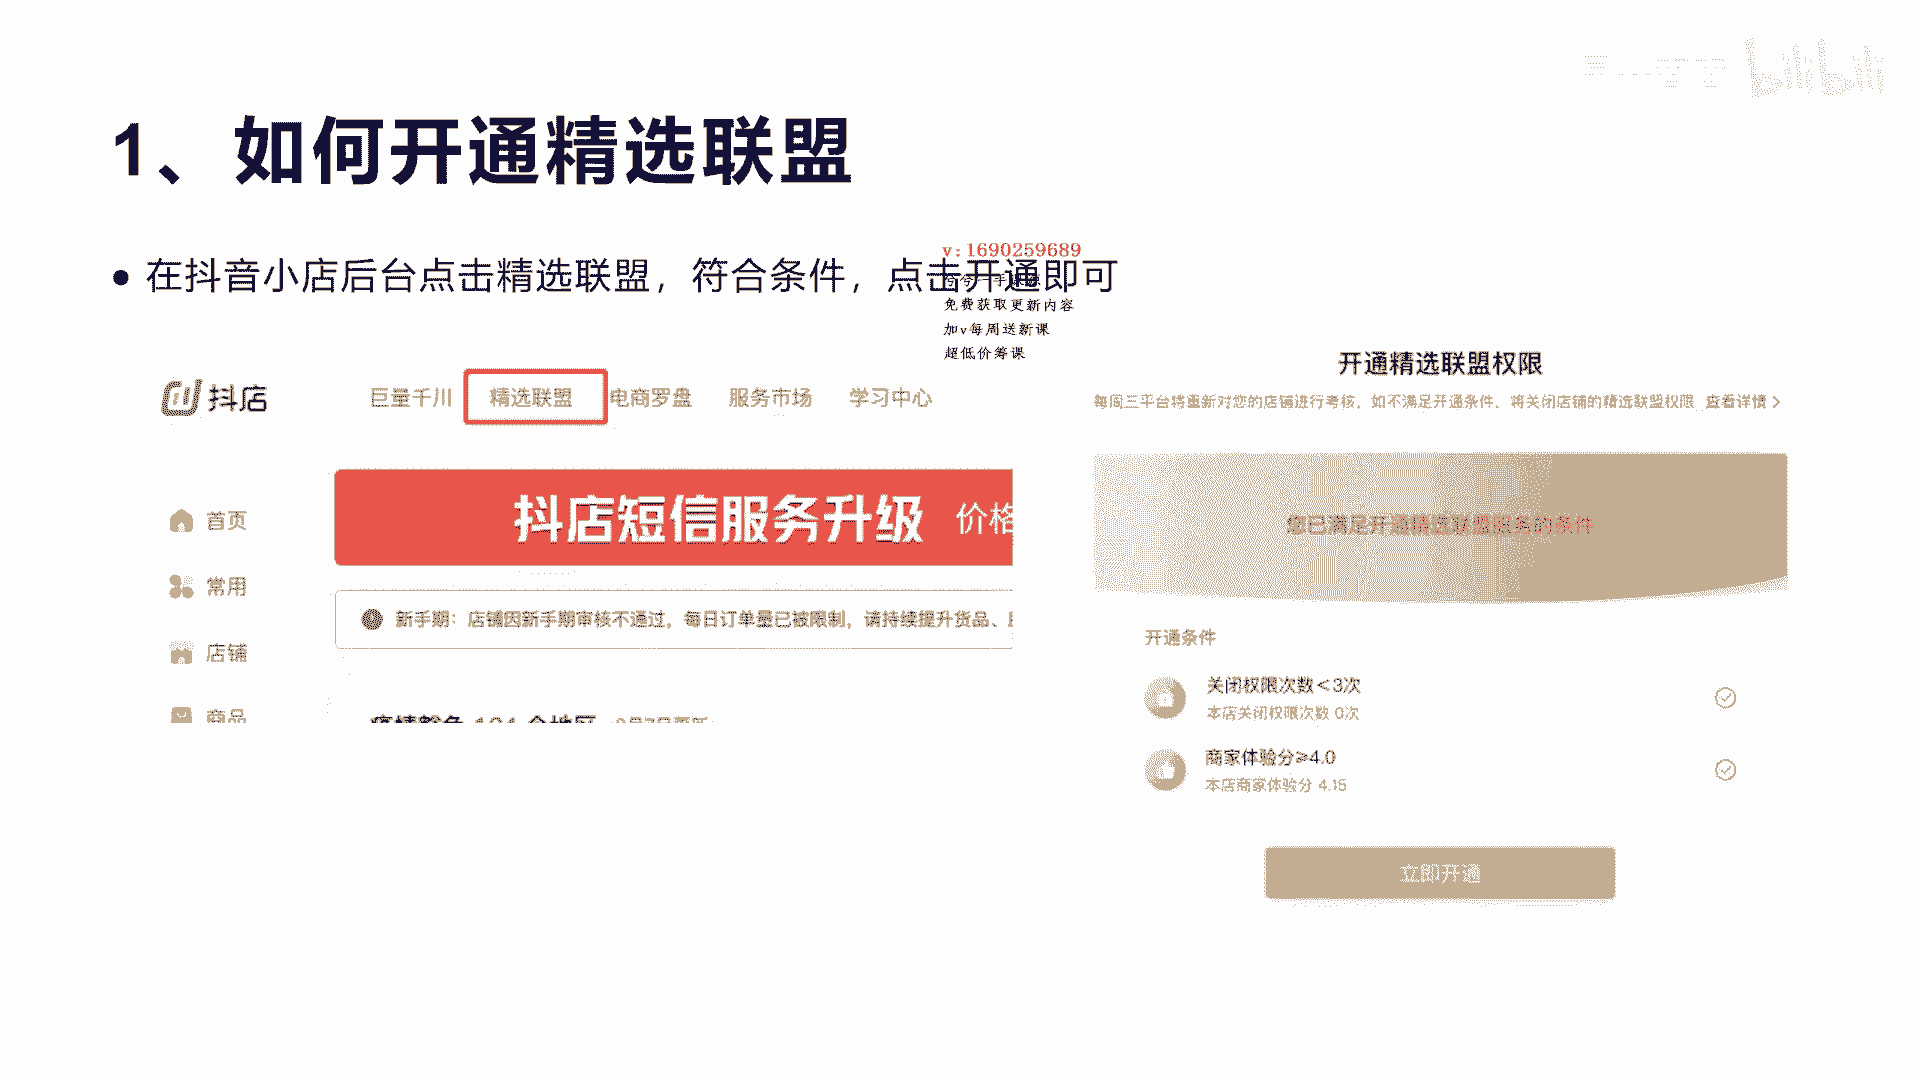 bilibili
1、如何开通精选联盟
v:1690259689
● 在抖音小店后台点击精选联盟，符合条件，点击开通即可
免费获取更新内容
加v每周送新课
超低价筹课
抖店
巨量千川 精选联盟 电商罗盘 服务市场 学习中心
抖店短信服务升级 价格
首页
常用
店铺
商品
新手期：店铺因新手期审核不通过，每日订单量已被限制，请持续提升货品、
开通精选联盟权限
每周三平台将重新对您的店铺进行考核，如不满足开通条件、将关闭店铺的精选联盟权限 查看详情 >
您已满足开通精选联盟服务的条件
开通条件
关闭权限次数<3次
本店关闭权限次数 0次
商家体验分≥4.0
本店商家体验分 4.15
立即开通